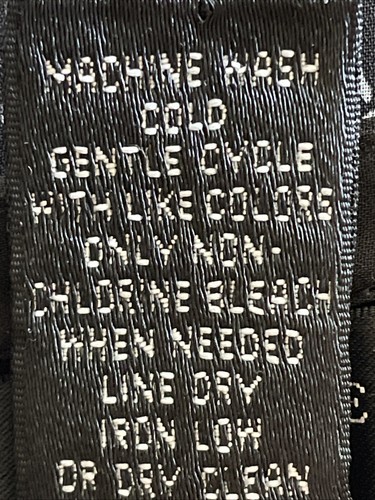 MACHINE WASH
COLD
GENTLE CYCLE
WITH LIKE COLORS
ONLY NON-
CHLORINE BLEACH
WHEN NEEDED
LINE DRY
IRON LOW
OR DRY CLEAN